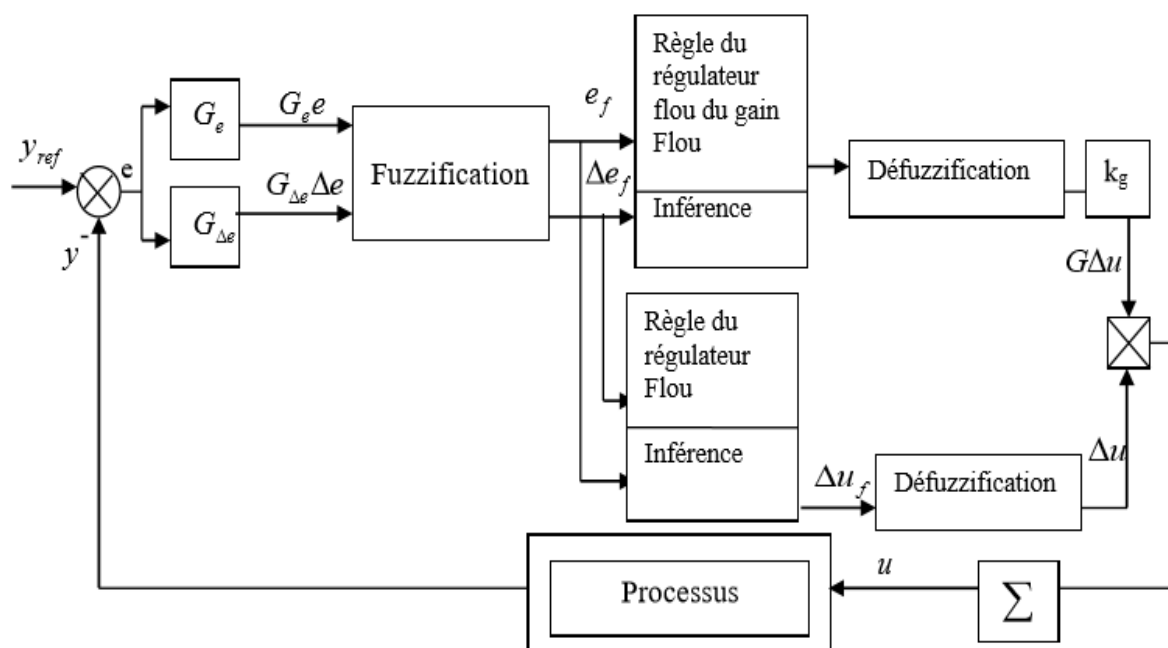 y_ref
e
y
-
G_e
G_Δe
G_e e
G_Δe Δe
Fuzzification
e_f
Δe_f
Règle du
régulateur
flou du gain
Flou
Inférence
Défuzzification
k_g
GΔu
Règle du
régulateur
Flou
Inférence
Δu_f
Défuzzification
Δu
Processus
u
Σ